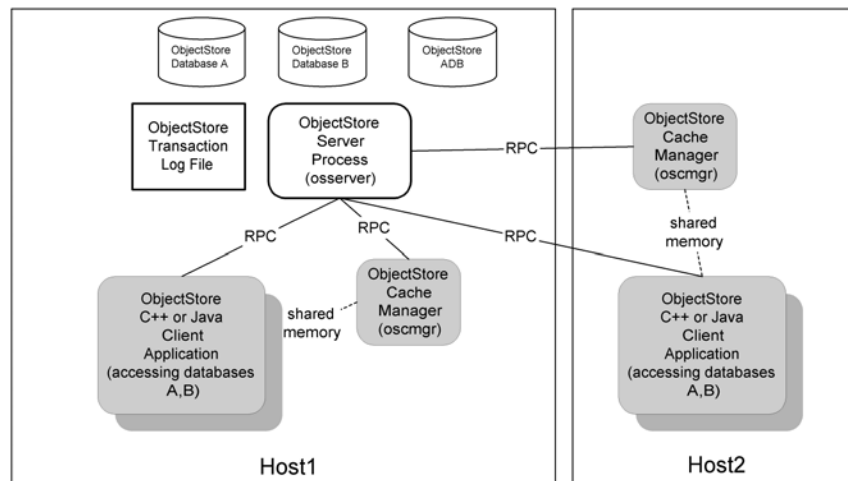 ObjectStore
Database A
ObjectStore
Database B
ObjectStore
ADB
ObjectStore
Transaction
Log File
ObjectStore
Server
Process
(osserver)
RPC
ObjectStore
Cache
Manager
(oscmgr)
RPC
RPC
RPC
shared
memory
ObjectStore
C++ or Java
Client
Application
(accessing databases
A,B)
shared
memory
ObjectStore
Cache
Manager
(oscmgr)
ObjectStore
C++ or Java
Client
Application
(accessing databases
A,B)
Host1
Host2